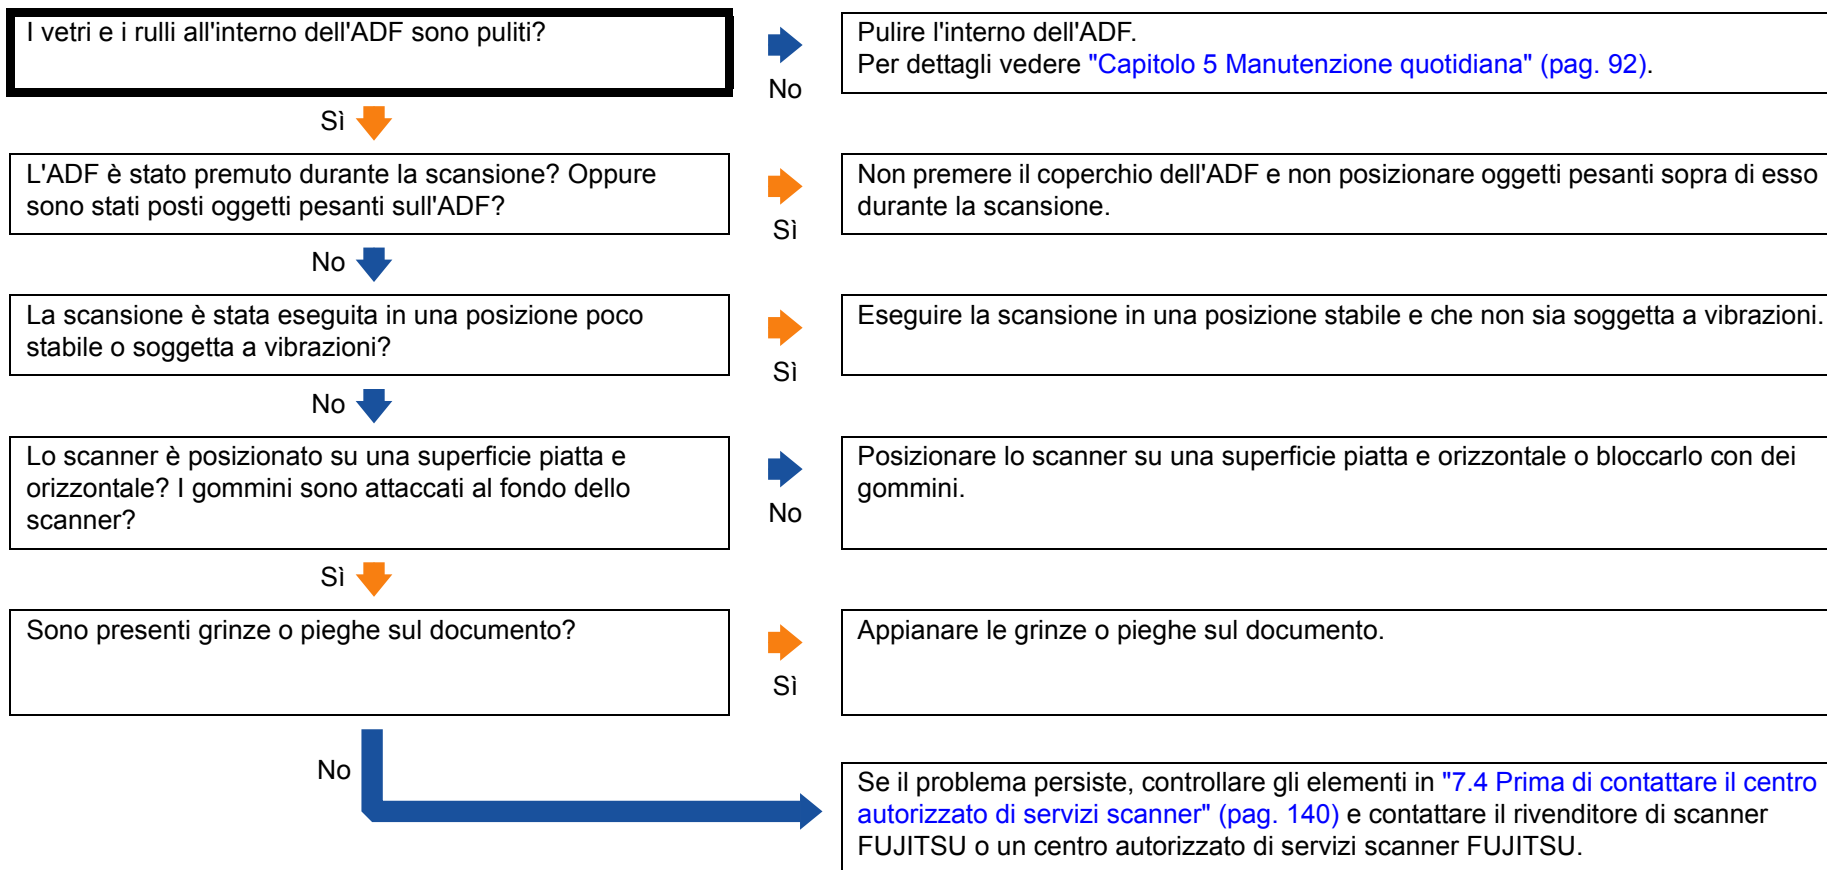 I vetri e i rulli all'interno dell'ADF sono puliti?
No
Pulire l'interno dell'ADF.
Per dettagli vedere "Capitolo 5 Manutenzione quotidiana" (pag. 92).
Sì
L'ADF è stato premuto durante la scansione? Oppure
sono stati posti oggetti pesanti sull'ADF?
Sì
Non premere il coperchio dell'ADF e non posizionare oggetti pesanti sopra di esso
durante la scansione.
No
La scansione è stata eseguita in una posizione poco
stabile o soggetta a vibrazioni?
Sì
Eseguire la scansione in una posizione stabile e che non sia soggetta a vibrazioni.
No
Lo scanner è posizionato su una superficie piatta e
orizzontale? I gommini sono attaccati al fondo dello
scanner?
No
Posizionare lo scanner su una superficie piatta e orizzontale o bloccarlo con dei
gommini.
Sì
Sono presenti grinze o pieghe sul documento?
Sì
Appianare le grinze o pieghe sul documento.
No
Se il problema persiste, controllare gli elementi in "7.4 Prima di contattare il centro
autorizzato di servizi scanner" (pag. 140) e contattare il rivenditore di scanner
FUJITSU o un centro autorizzato di servizi scanner FUJITSU.